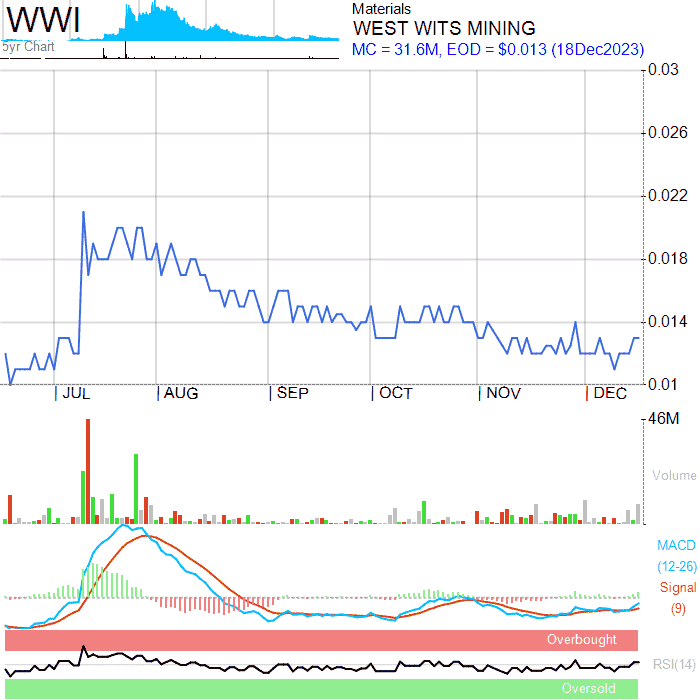 WWI
5yr Chart
Materials
WEST WITS MINING
MC = 31.6M, EOD = $0.013 (18Dec2023)
0.03
0.026
0.022
0.018
0.014
0.01
JUL AUG SEP OCT NOV DEC
46M
Volume
MACD
(12-26)
Signal
(9)
Overbought
RSI(14)
Oversold